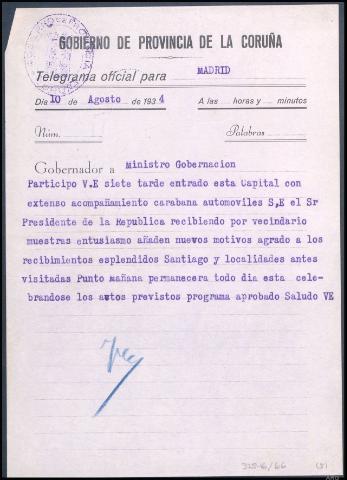 GOBIERNO DE PROVINCIA DE LA CORUÑA
Telegrama oficial para MADRID
Día 10 de Agosto de 1934 A las horas y minutos
Núm. Palabras
Gobernador a Ministro Gobernacion
Participo V.E siete tarde entrado esta Capital con
extenso acompañamiento carabana automoviles S,E el Sr
Presidente de la Republica recibiendo por vecindario
muestras entusiasmo añaden nuevos motivos agrado a los
recibimientos esplendidos Santiago y localidades antes
visitadas Punto Mañana permanecera todo dia esta cele-
brandose los autos previstos programa aprobado Saludo VE
(5)